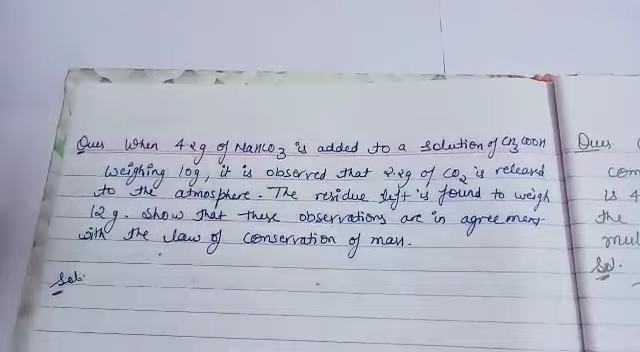 Ques When 4.2g of NaHCO3 is added to a solution of CH3COOH
weighing 10g, it is observed that 2.2g of CO2 is released
to the atmosphere. The residue left is found to weigh
12g. Show that these observations are in agreement
with the law of conservation of mass.
Sol:
Ques
com
is 4
the
mul
Sol.